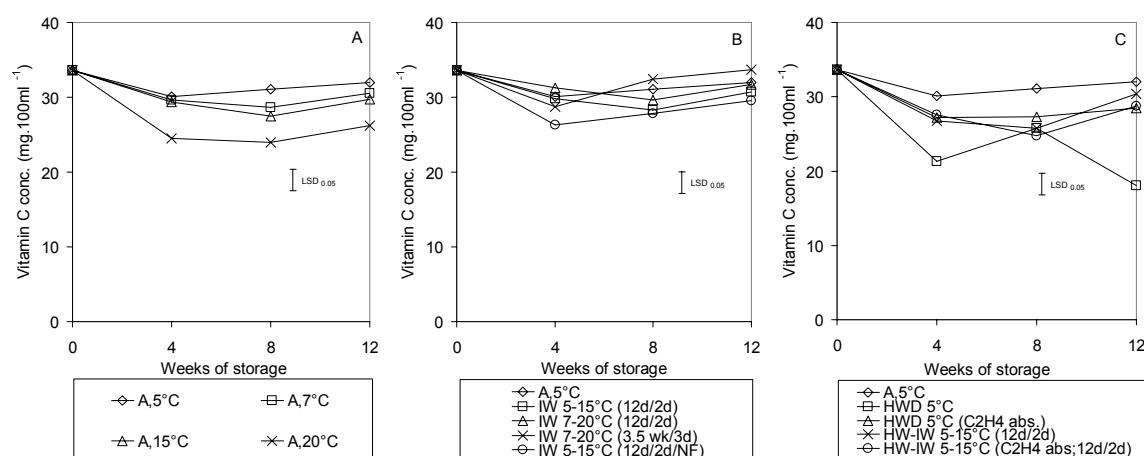 A
40
30
20
10
0
Vitamin C conc. (mg.100ml -1)
LSD 0.05
0 4 8 12
Weeks of storage
A,5°C A,7°C
A,15°C A,20°C
B
40
30
20
10
0
Vitamin C conc. (mg.100ml -1)
LSD 0.05
0 4 8 12
Weeks of storage
A,5°C
IW 5-15°C (12d/2d)
IW 7-20°C (12d/2d)
IW 7-20°C (3.5 wk/3d)
IW 5-15°C (12d/2d/NF)
C
40
30
20
10
0
Vitamin C conc. (mg.100ml -1)
LSD 0.05
0 4 8 12
Weeks of storage
A,5°C
HWD 5°C
HWD 5°C (C2H4 abs.)
HW-IW 5-15°C (12d/2d)
HW-IW 5-15°C (C2H4 abs;12d/2d)